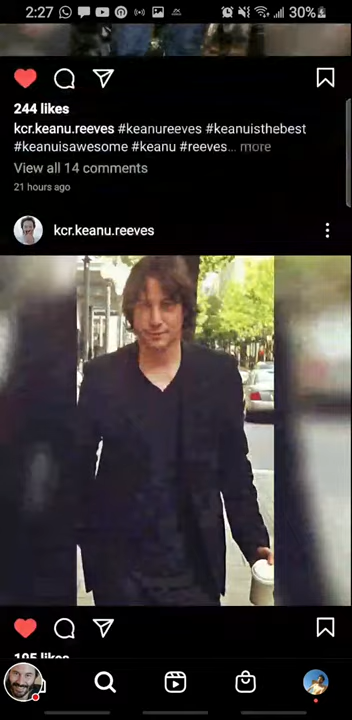 2:27
30%
244 likes
kcr.keanu.reeves #keanureeves #keanuisthebest
#keanuisawesome #keanu #reeves... more
View all 14 comments
21 hours ago
kcr.keanu.reeves
195 likes